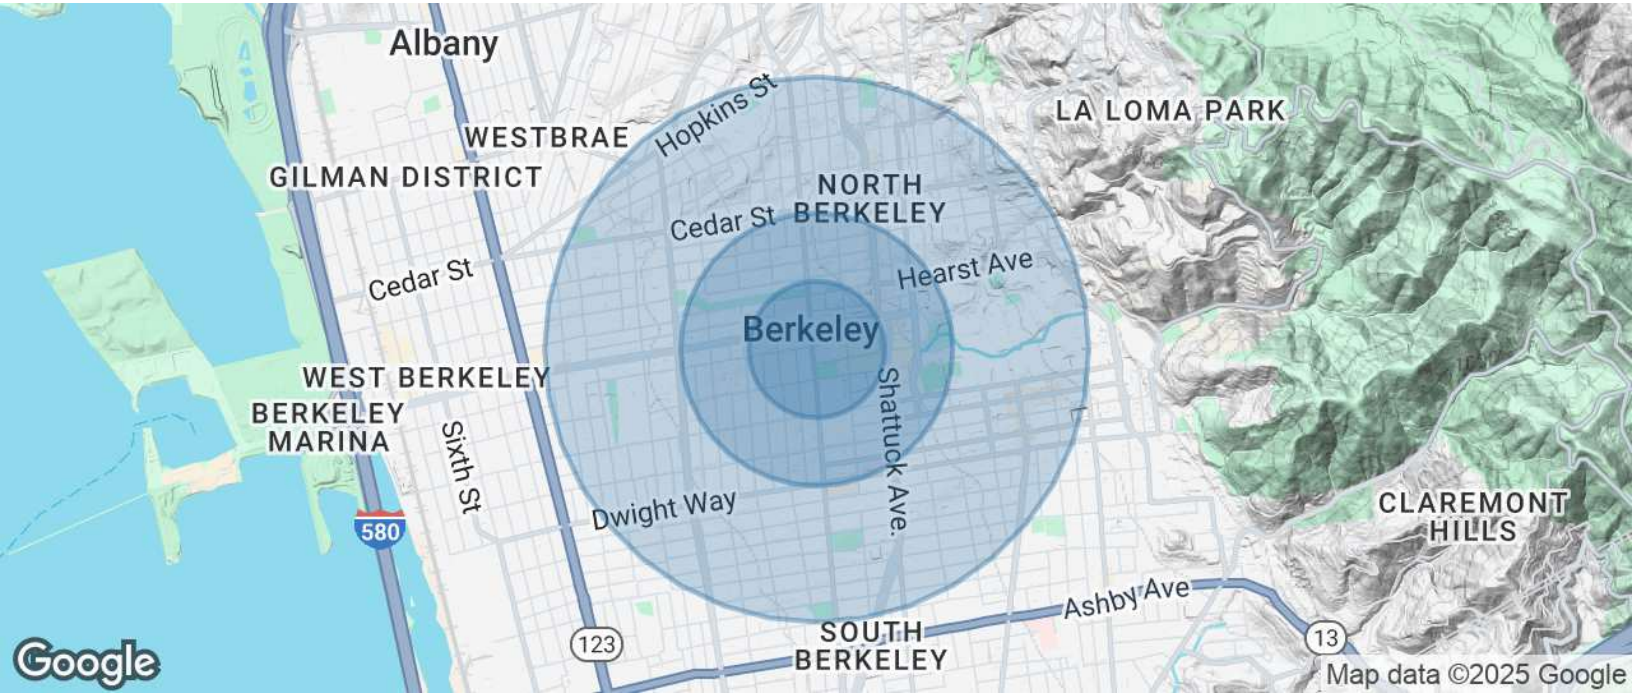 Albany
Hopkins St
LA LOMA PARK
WESTBRAE
GILMAN DISTRICT
NORTH
BERKELEY
Cedar St
Cedar St
Hearst Ave
Berkeley
WEST BERKELEY
BERKELEY
MARINA
Sixth St
Shattuck Ave.
Dwight Way
580
CLAREMONT
HILLS
Ashby Ave
SOUTH
BERKELEY
123
13
Google
Map data ©2025 Google